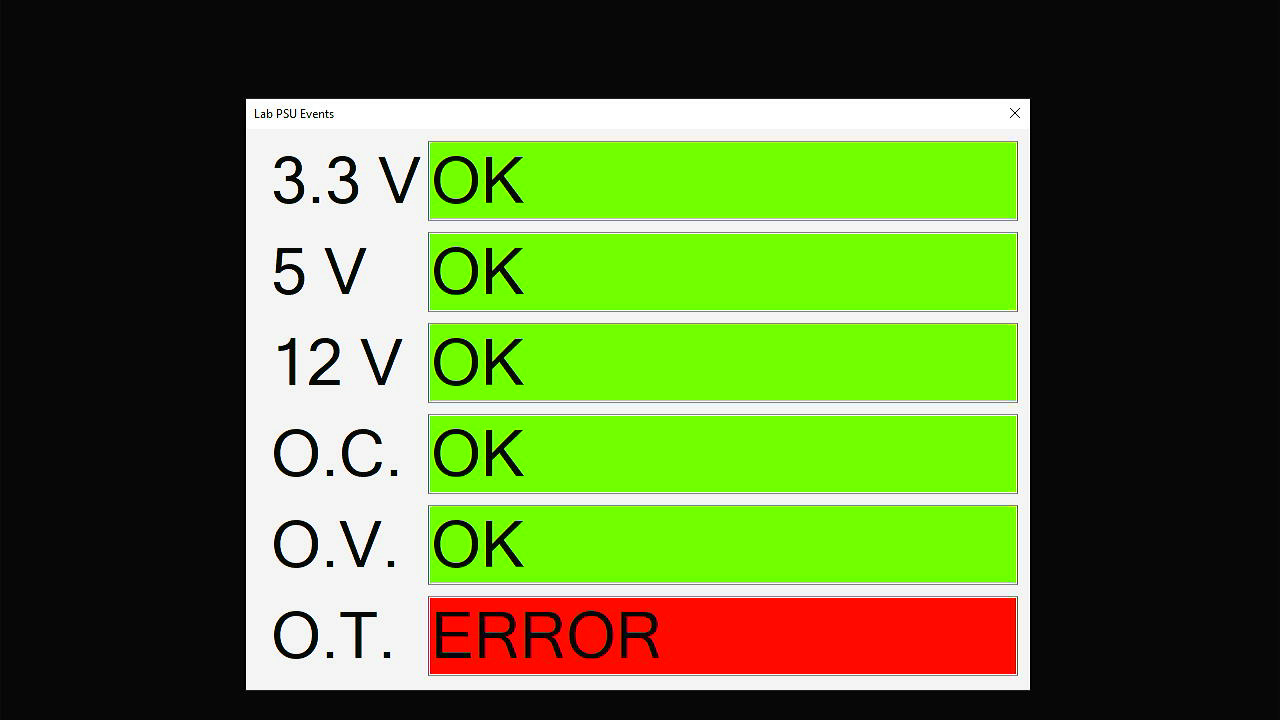 Lab PSU Events
3.3 V OK
5 V OK
12 V OK
O.C. OK
O.V. OK
O.T. ERROR